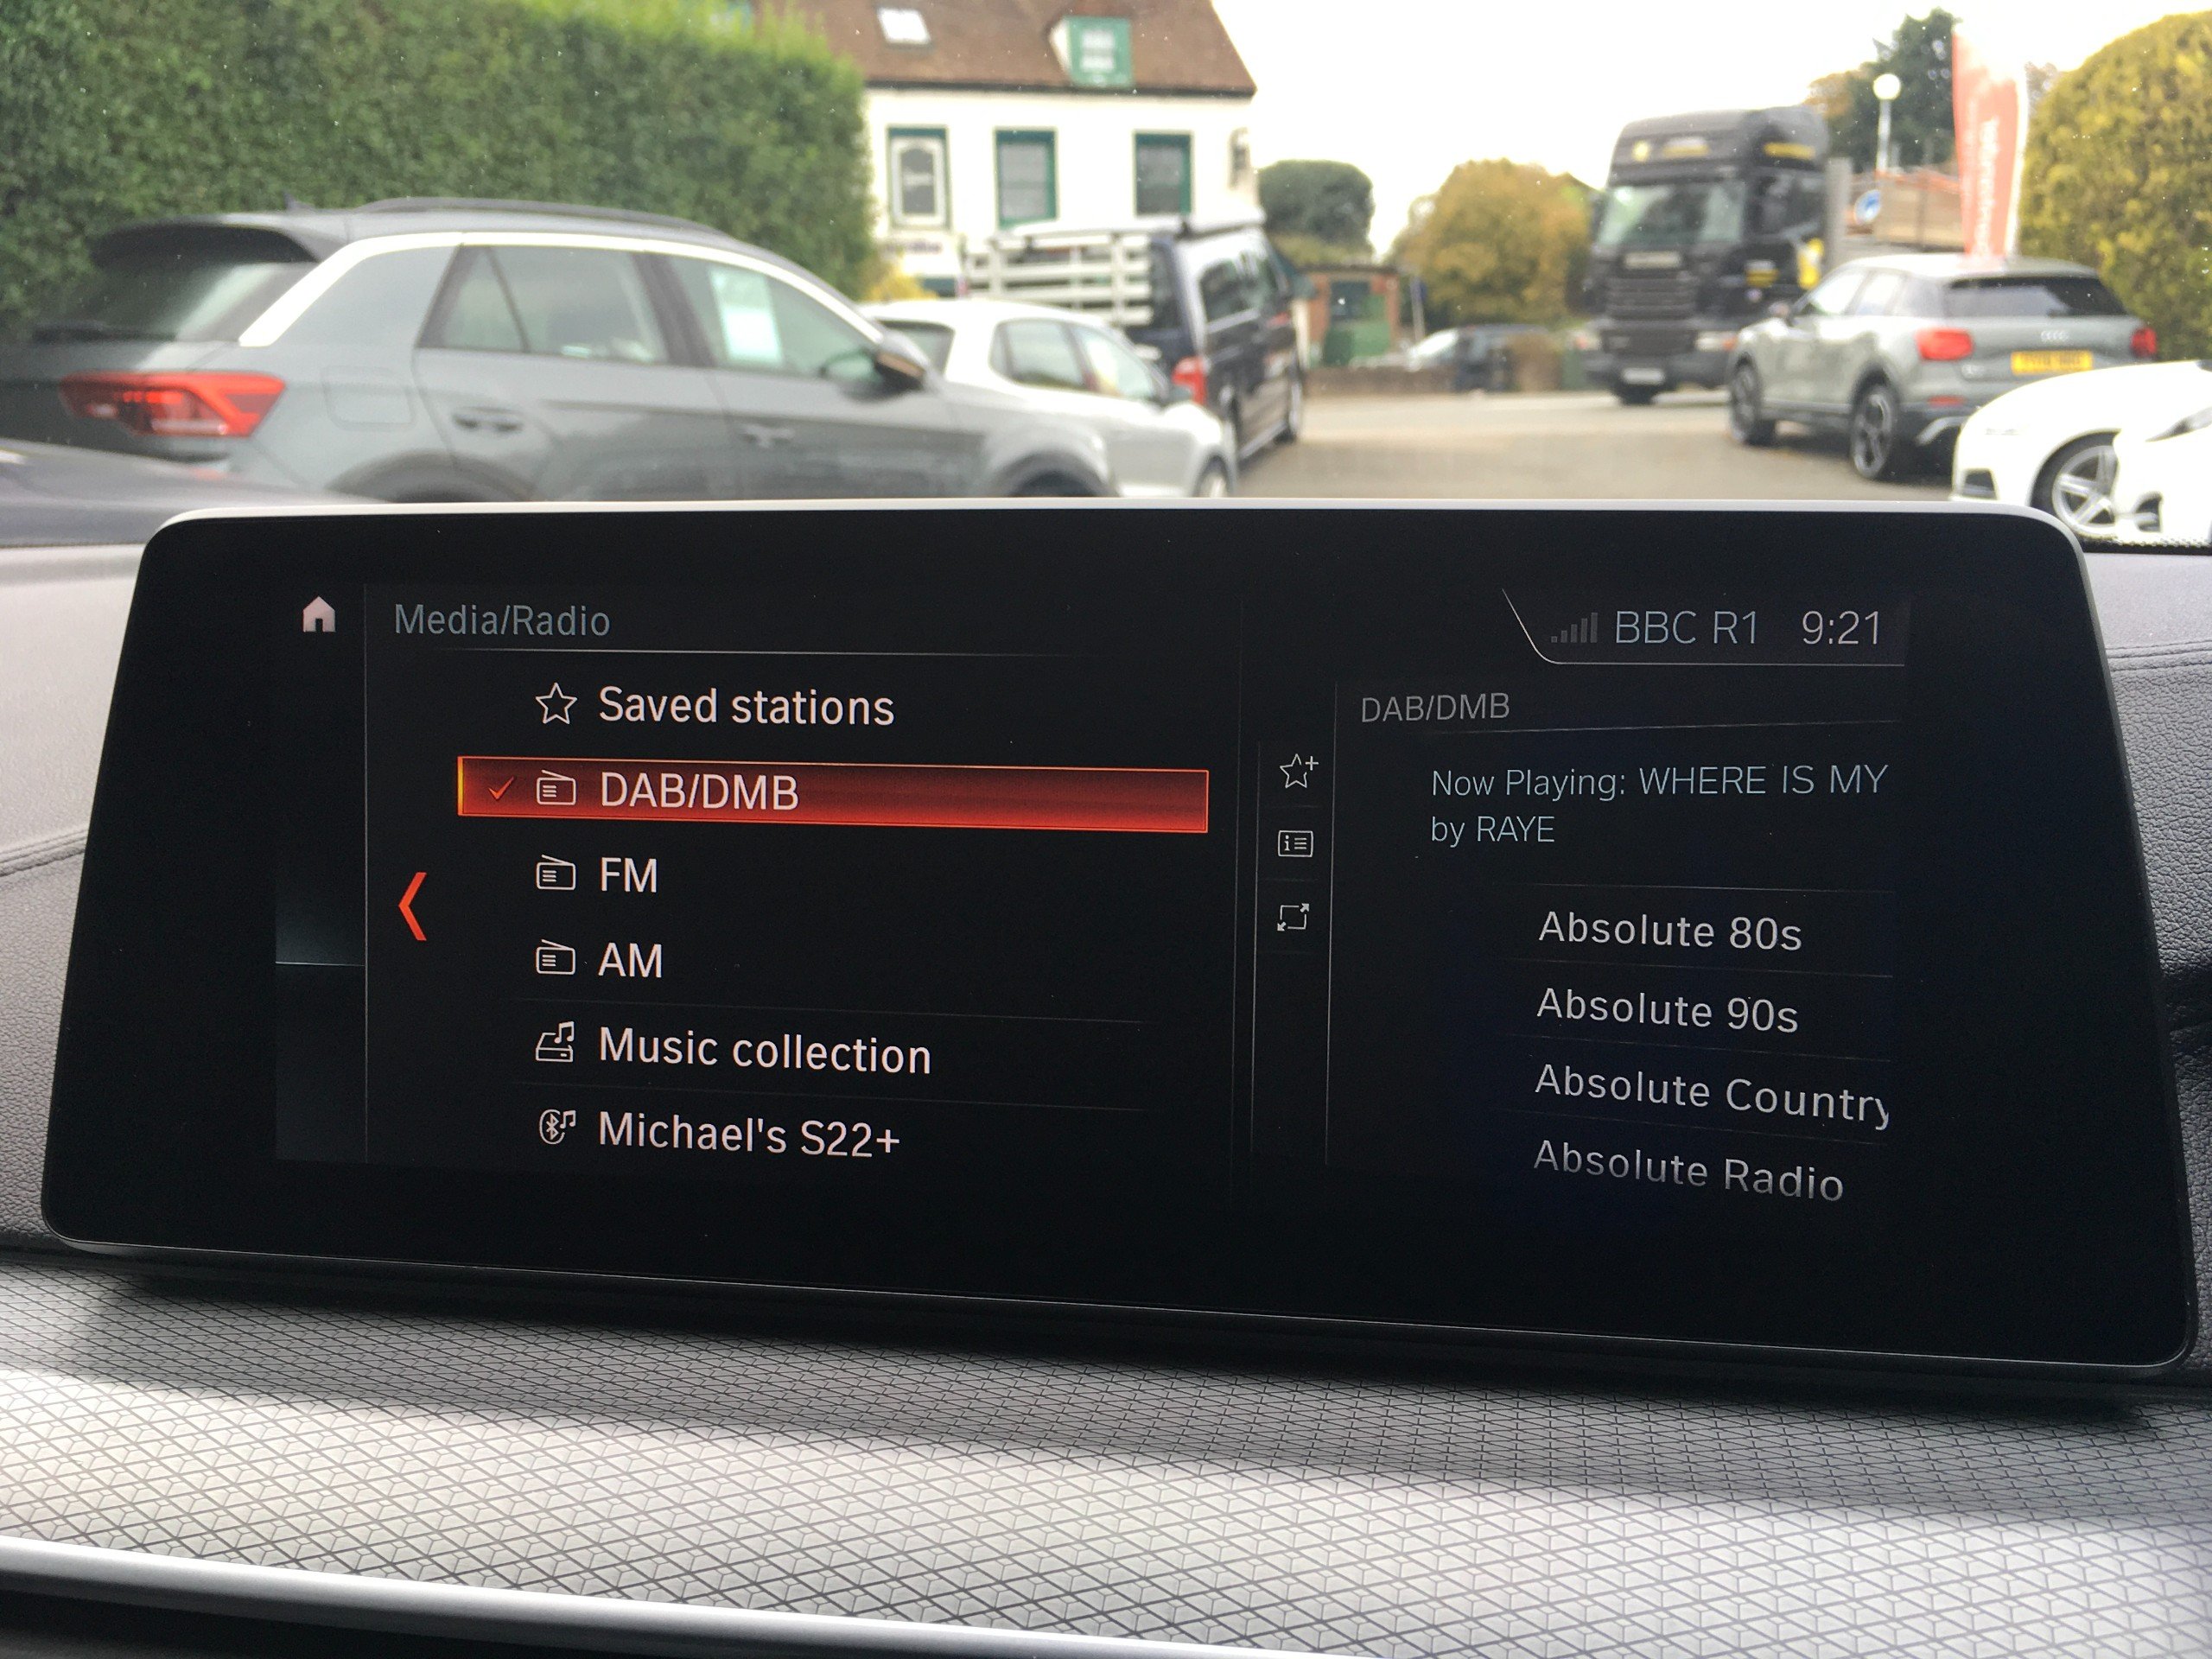 Media/Radio
BBC R1 9:21
Saved stations
DAB/DMB
FM
AM
Music collection
Michael's S22+
DAB/DMB
Now Playing: WHERE IS MY
by RAYE
Absolute 80s
Absolute 90s
Absolute Country
Absolute Radio